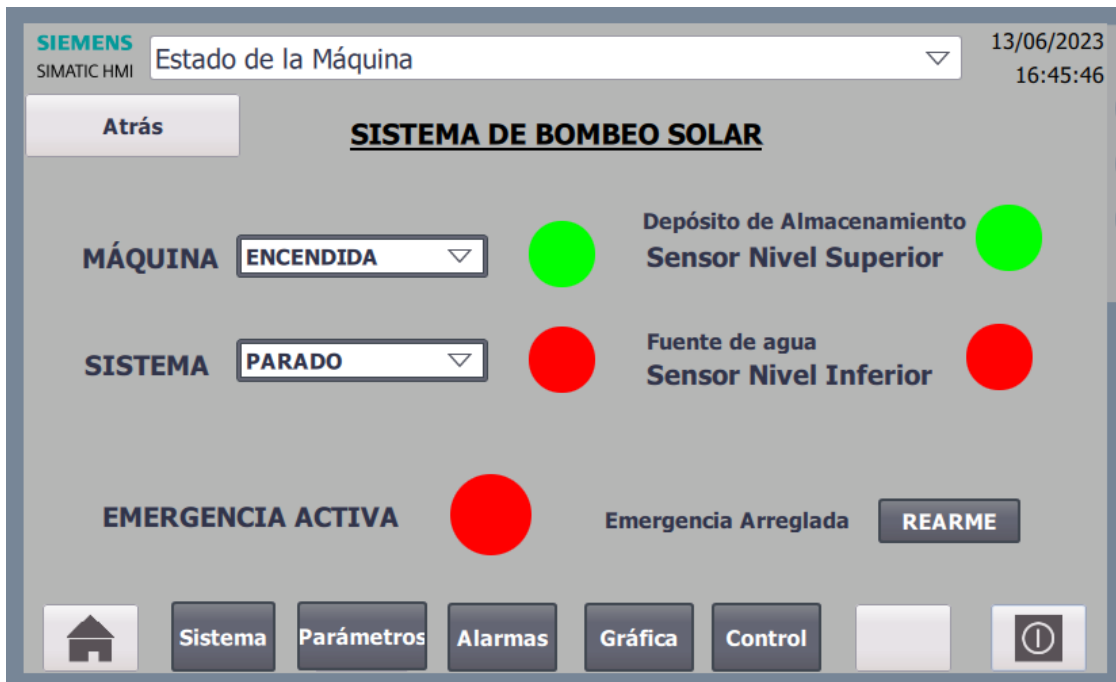 SIEMENS
SIMATIC HMI
Estado de la Máquina
13/06/2023
16:45:46
Atrás
SISTEMA DE BOMBEO SOLAR
MÁQUINA ENCENDIDA
Depósito de Almacenamiento
Sensor Nivel Superior
SISTEMA PARADO
Fuente de agua
Sensor Nivel Inferior
EMERGENCIA ACTIVA
Emergencia Arreglada REARME
Sistema Parámetros Alarmas Gráfica Control